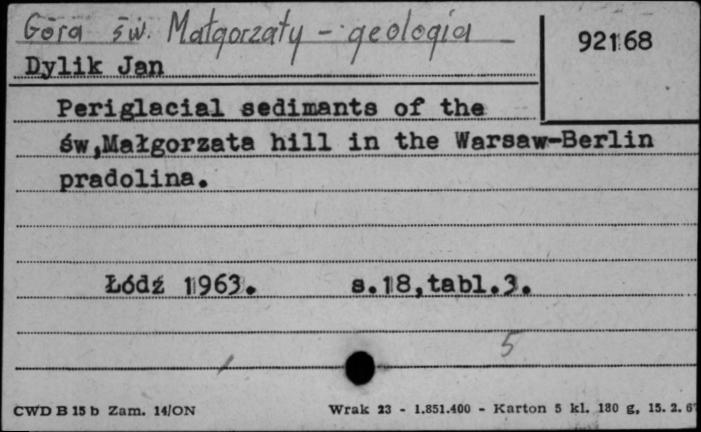 Góra św. Małgorzaty - geologia
92168
Dylik Jan
Periglacial sedimants of the
św,Małgorzata hill in the Warsaw-Berlin
pradolina.
Łódź 1963. s.18,tabl.3.
5
CWD B 15 b Zam. 14/ON Wrak 23 - 1.851.400 - Karton 5 kl. 180 g, 15. 2. 6